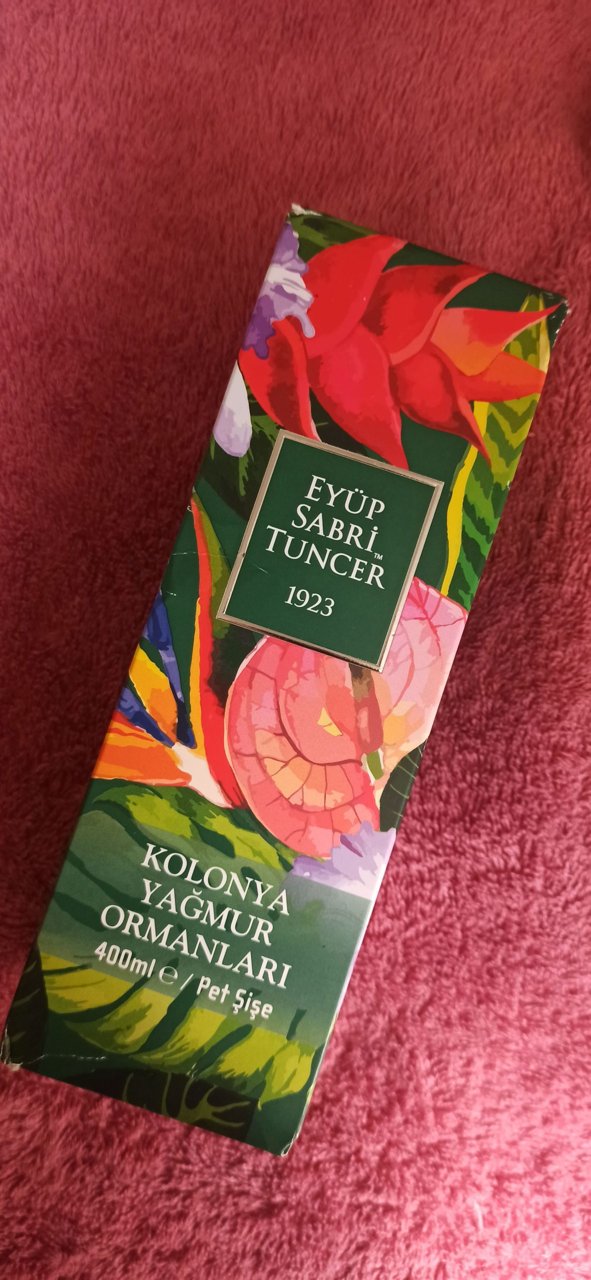 EYÜP
SABRİ
TUNCER™
1923
KOLONYA
YAĞMUR
ORMANLARI
400ml ℮ / Pet Şişe